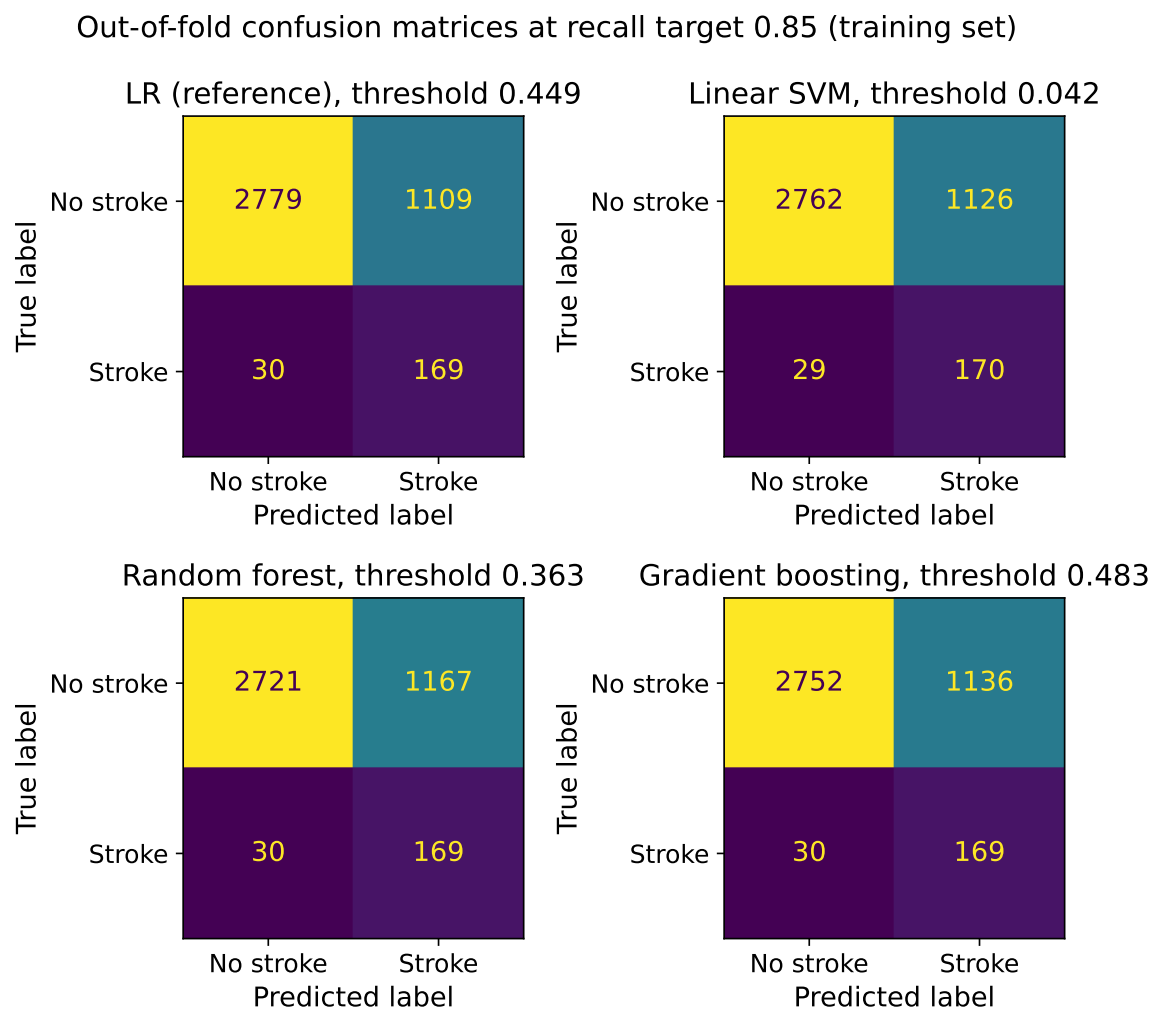 Out-of-fold confusion matrices at recall target 0.85 (training set)
LR (reference), threshold 0.449
True label
No stroke
2779
1109
Stroke
30
169
No stroke
Stroke
Predicted label
Linear SVM, threshold 0.042
True label
No stroke
2762
1126
Stroke
29
170
No stroke
Stroke
Predicted label
Random forest, threshold 0.363
True label
No stroke
2721
1167
Stroke
30
169
No stroke
Stroke
Predicted label
Gradient boosting, threshold 0.483
True label
No stroke
2752
1136
Stroke
30
169
No stroke
Stroke
Predicted label